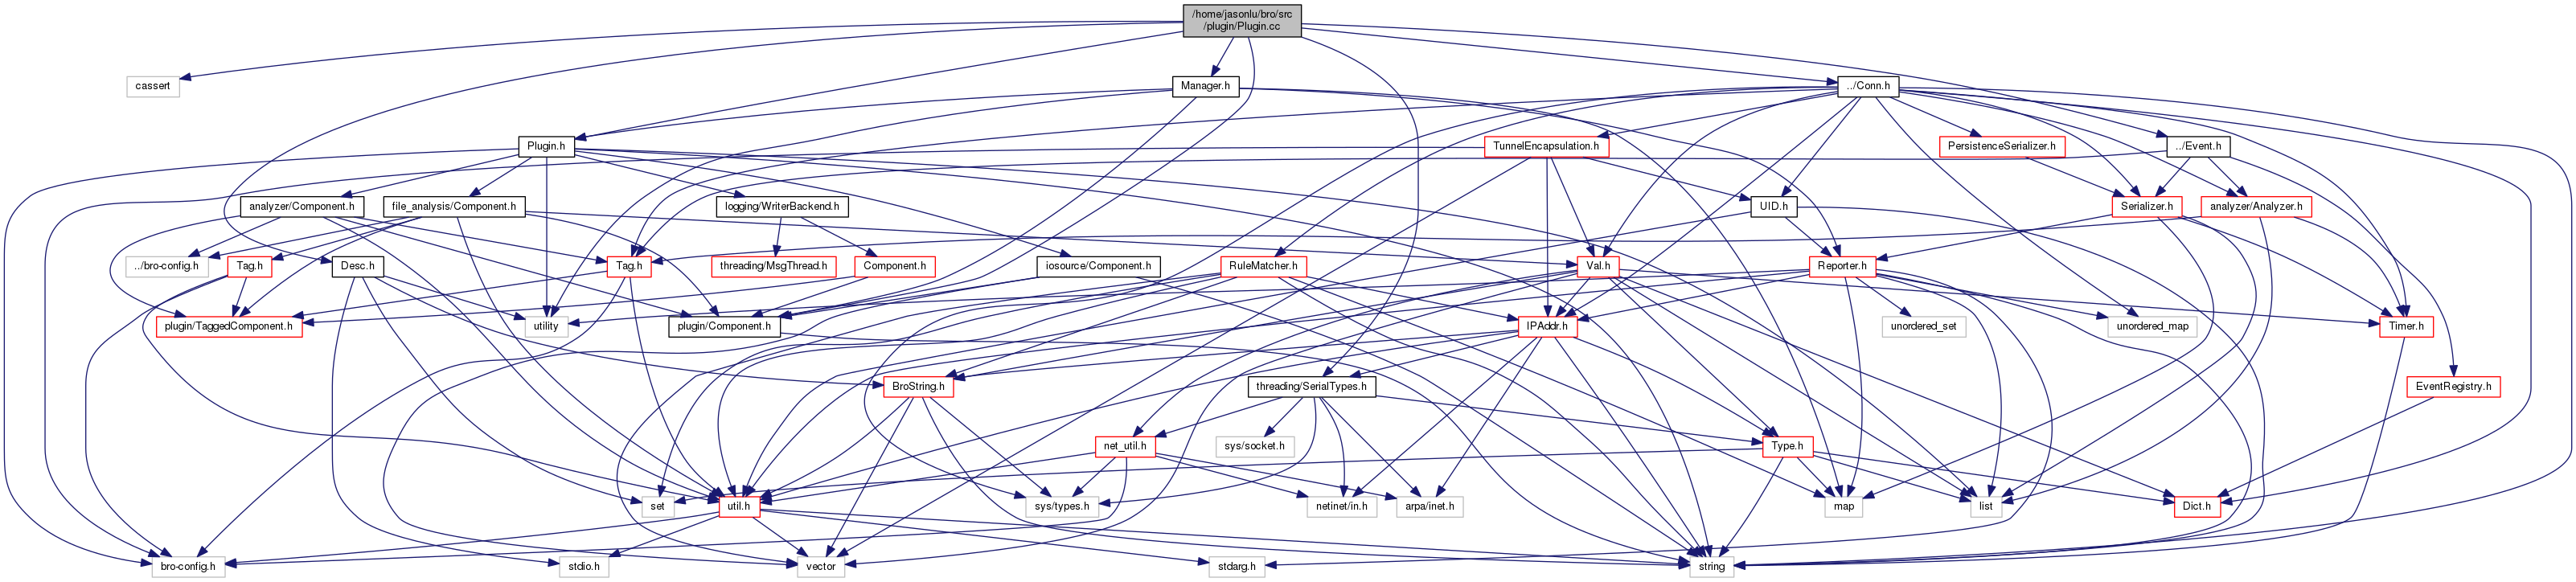 /home/jasonlu/bro/src
/plugin/Plugin.cc
cassert
Manager.h
../Conn.h
Plugin.h
TunnelEncapsulation.h
PersistenceSerializer.h
../Event.h
analyzer/Component.h
file_analysis/Component.h
logging/WriterBackend.h
UID.h
Serializer.h
analyzer/Analyzer.h
../bro-config.h
Tag.h
Desc.h
Tag.h
threading/MsgThread.h
Component.h
iosource/Component.h
RuleMatcher.h
Val.h
Reporter.h
plugin/TaggedComponent.h
utility
plugin/Component.h
IPAddr.h
unordered_set
unordered_map
Timer.h
BroString.h
threading/SerialTypes.h
EventRegistry.h
net_util.h
sys/socket.h
Type.h
set
util.h
sys/types.h
netinet/in.h
arpa/inet.h
map
list
Dict.h
bro-config.h
stdio.h
vector
stdarg.h
string